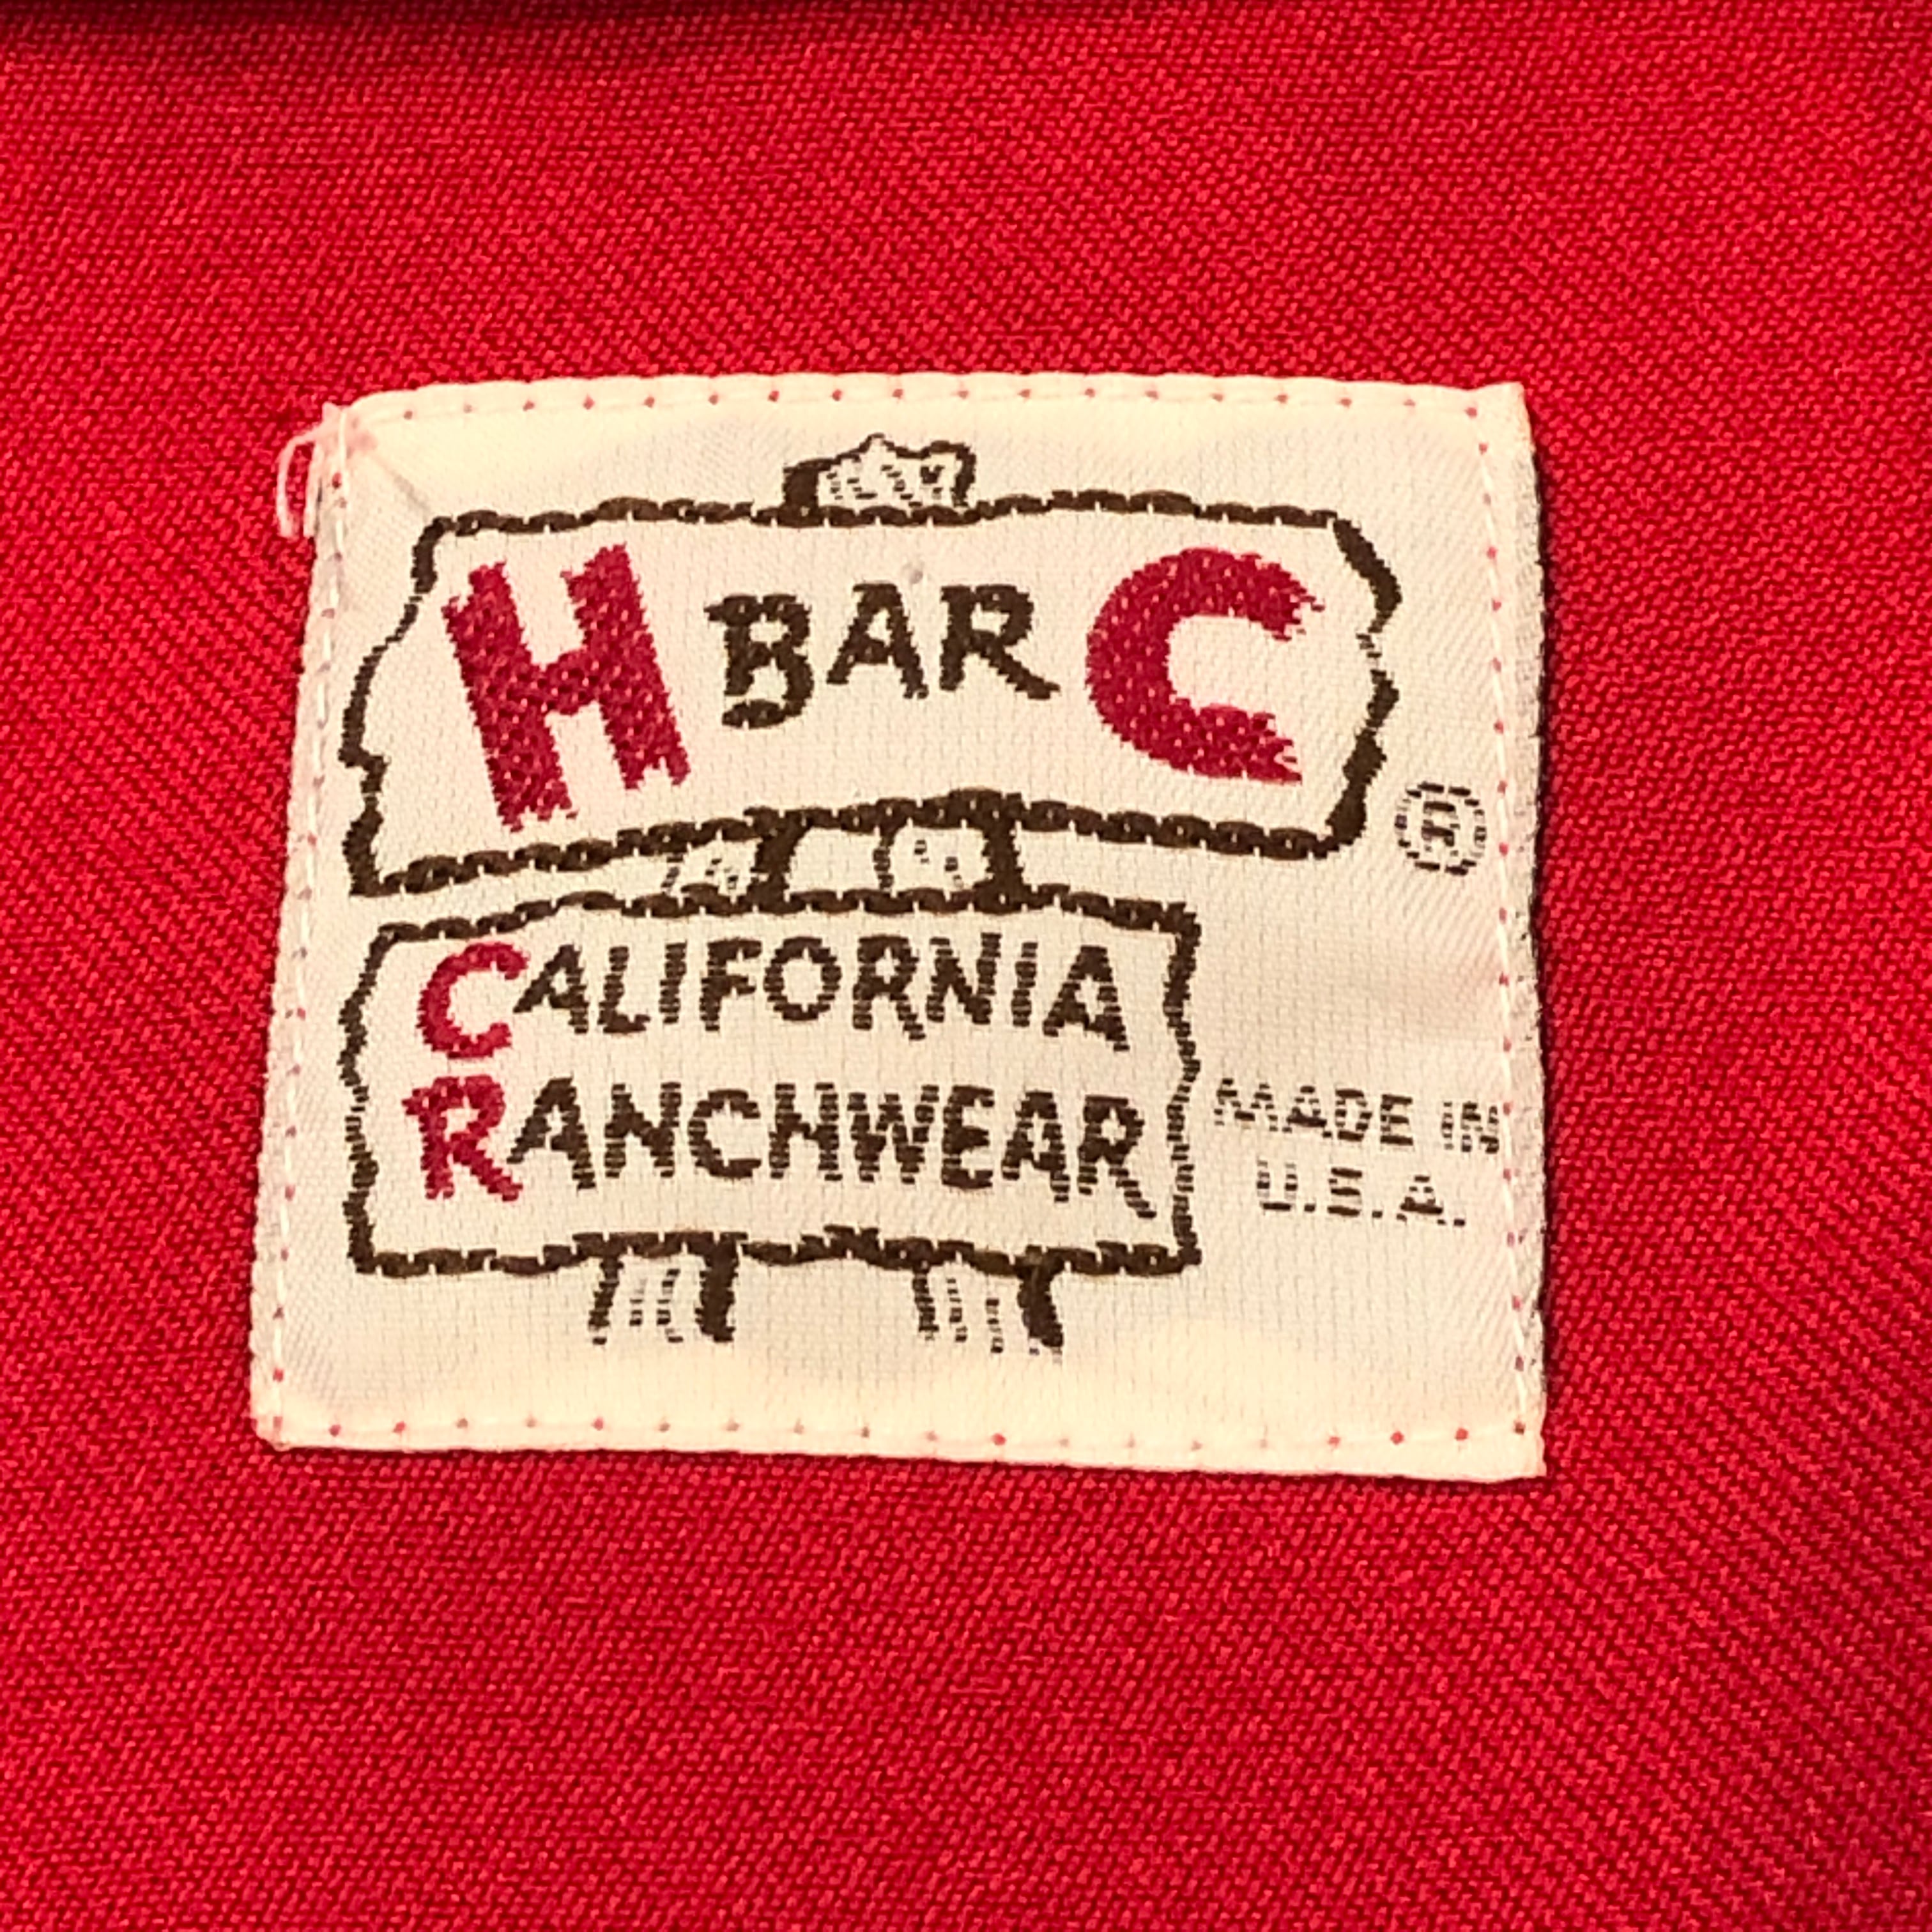 H BAR C
®
CALIFORNIA
RANCHWEAR
MADE IN
U.S.A.